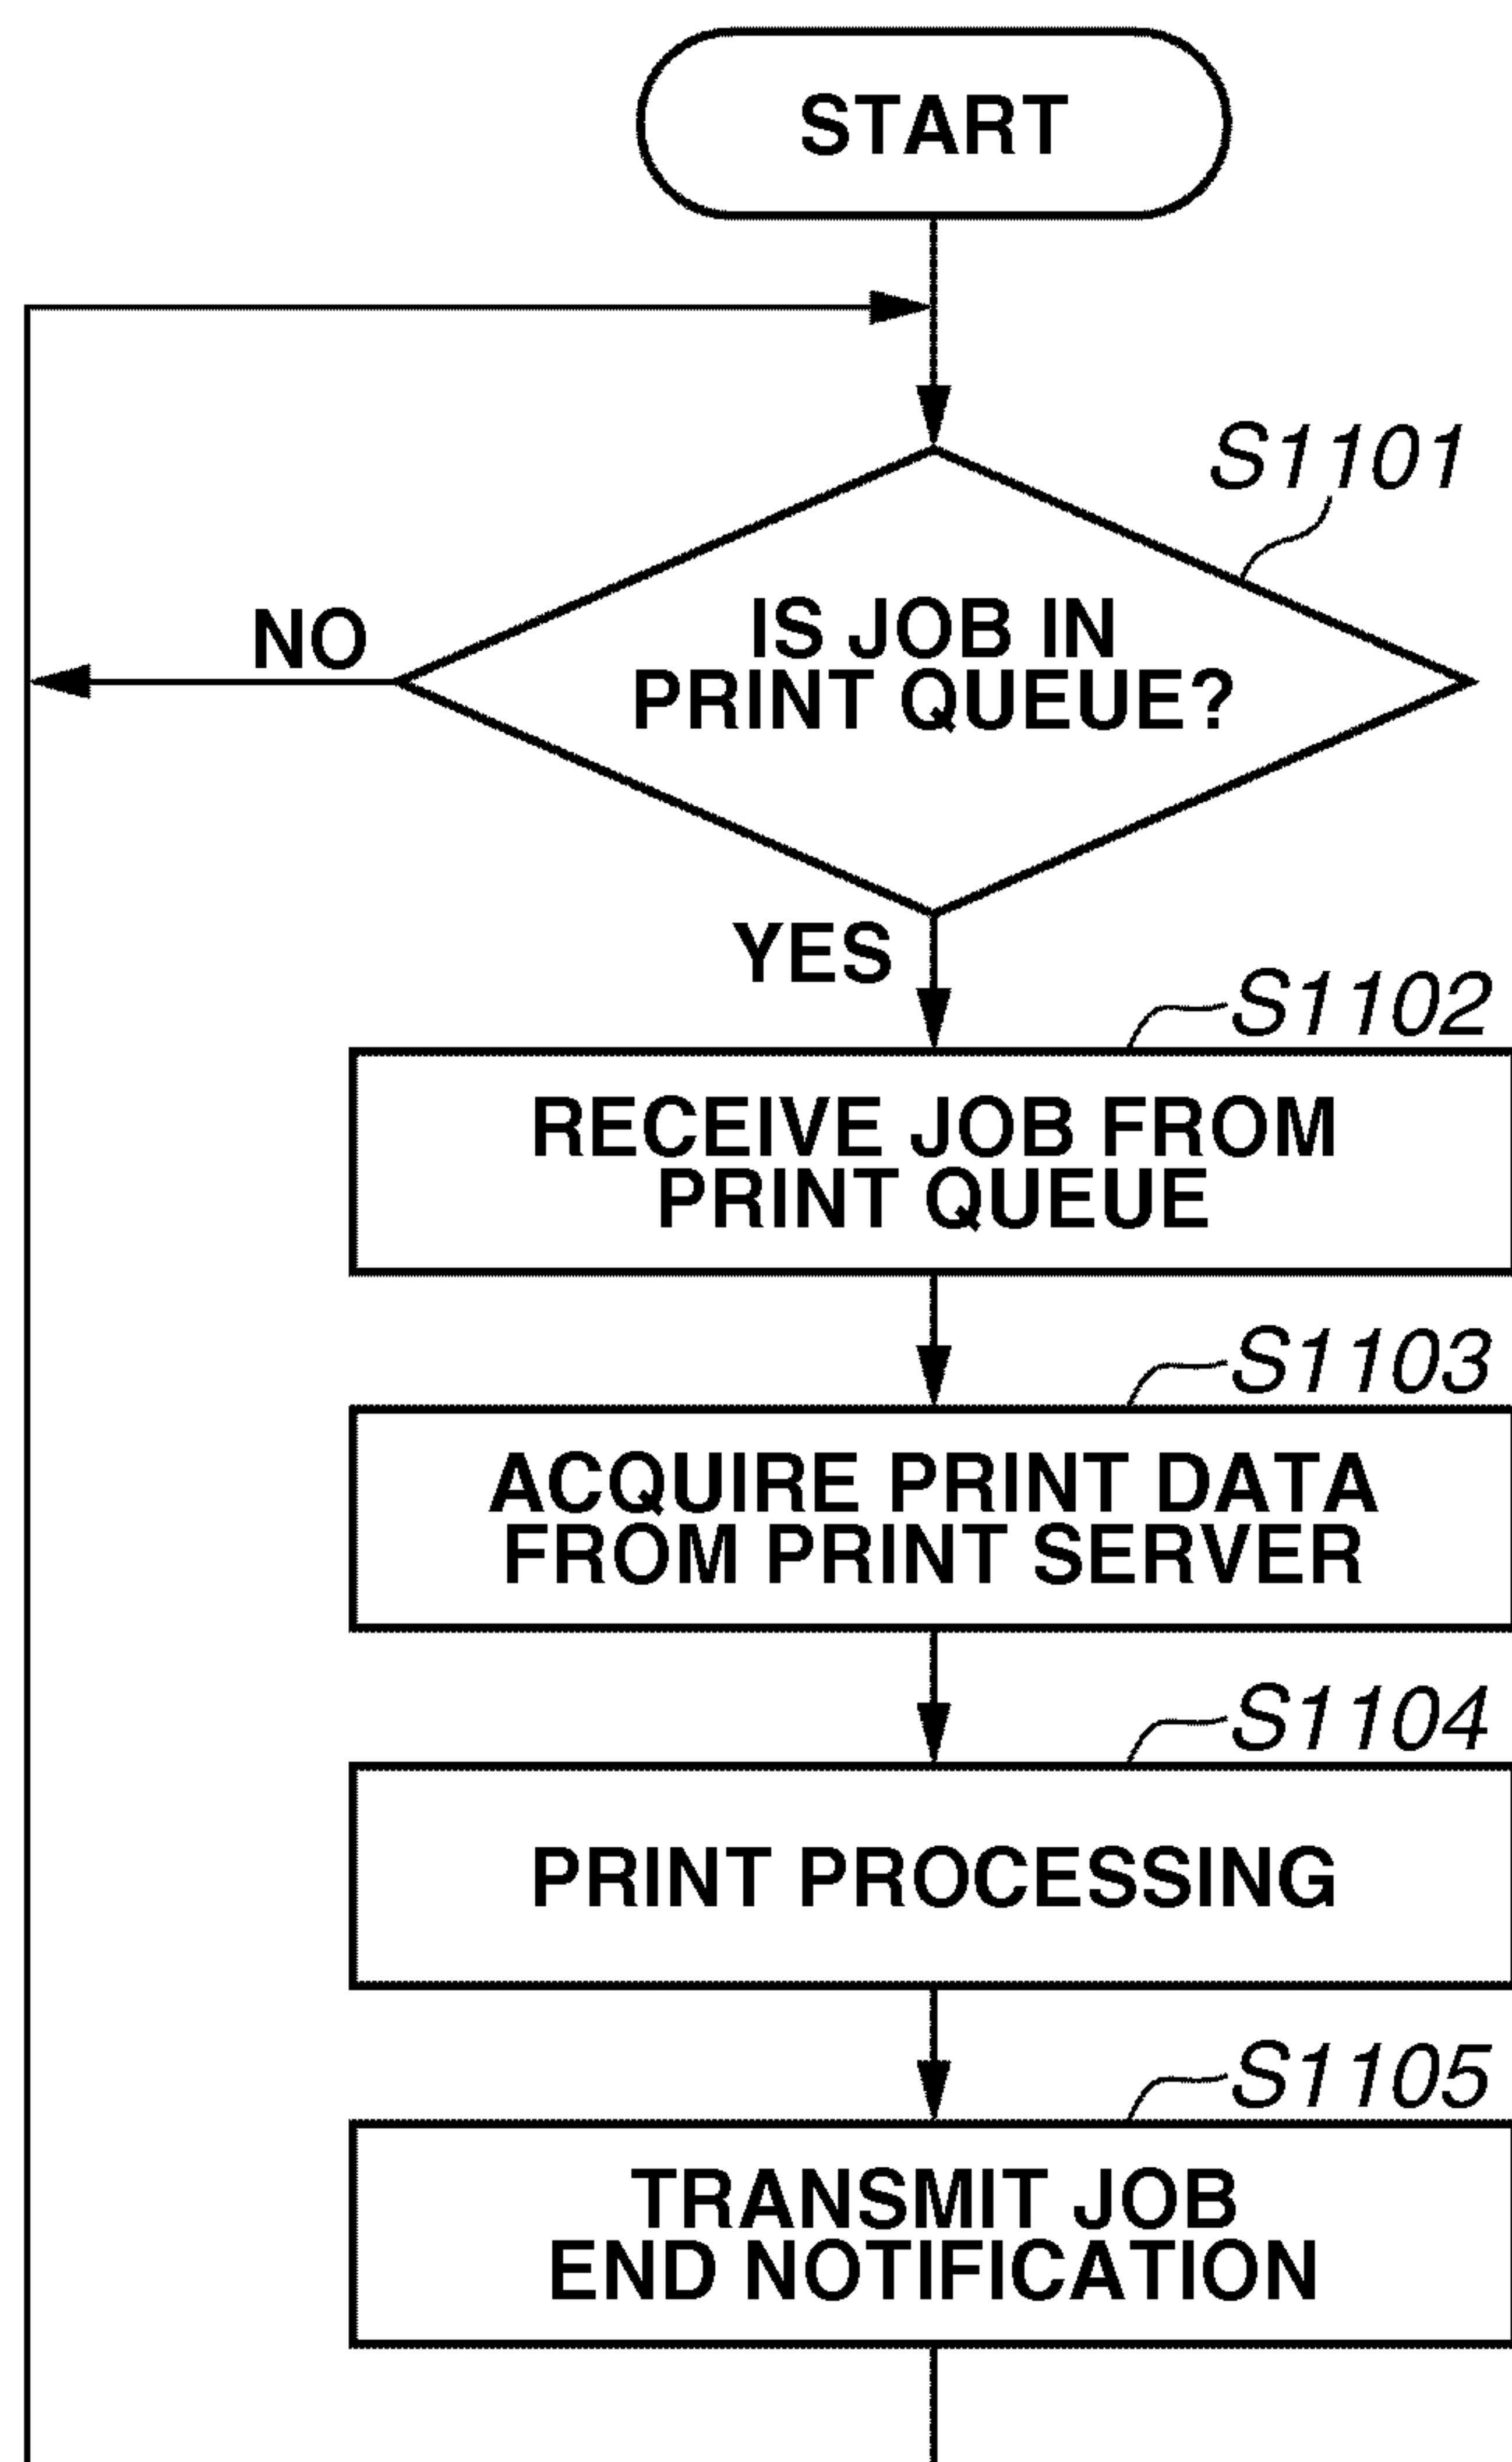 START
S1101
IS JOB IN
PRINT QUEUE?
NO
YES
S1102
RECEIVE JOB FROM
PRINT QUEUE
S1103
ACQUIRE PRINT DATA
FROM PRINT SERVER
S1104
PRINT PROCESSING
S1105
TRANSMIT JOB
END NOTIFICATION